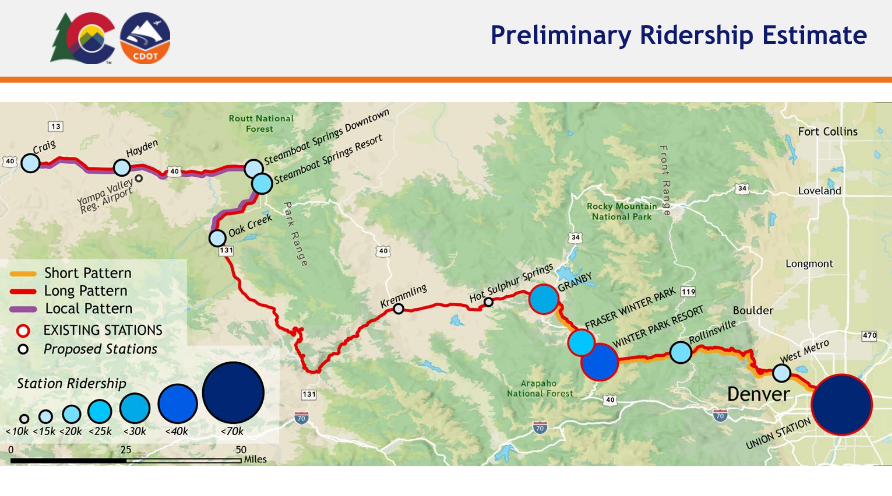 CDOT
Preliminary Ridership Estimate
Routt National
Forest
Fort Collins
Loveland
Longmont
Boulder
Denver
13
40
Craig
Hayden
40
Yampa Valley
Reg. Airport
Steamboat Springs Downtown
Steamboat Springs Resort
Oak Creek
131
Park Range
40
Front Range
Rocky Mountain
National Park
34
34
119
470
Kremmling
Hot Sulphur Springs
GRANBY
FRASER WINTER PARK
WINTER PARK RESORT
Rollinsville
West Metro
UNION STATION
Arapaho
National Forest
40
131
70
70
70
Short Pattern
Long Pattern
Local Pattern
EXISTING STATIONS
Proposed Stations
Station Ridership
<10k <15k <20k <25k <30k <40k <70k
0 25 50
Miles